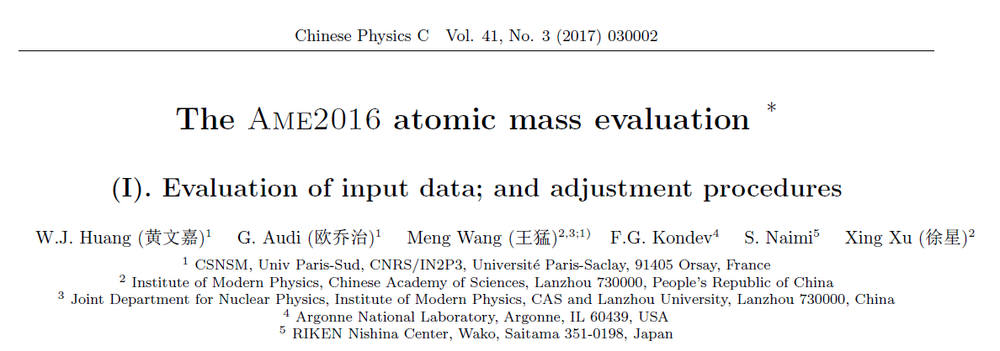 Chinese Physics C Vol. 41, No. 3 (2017) 030002
The AME2016 atomic mass evaluation *
(I). Evaluation of input data; and adjustment procedures
W.J. Huang (黄文嘉)1 G. Audi (欧乔治)1 Meng Wang (王猛)2,3;1) F.G. Kondev4 S. Naimi5 Xing Xu (徐星)2
1 CSNSM, Univ Paris-Sud, CNRS/IN2P3, Université Paris-Saclay, 91405 Orsay, France
2 Institute of Modern Physics, Chinese Academy of Sciences, Lanzhou 730000, People's Republic of China
3 Joint Department for Nuclear Physics, Institute of Modern Physics, CAS and Lanzhou University, Lanzhou 730000, China
4 Argonne National Laboratory, Argonne, IL 60439, USA
5 RIKEN Nishina Center, Wako, Saitama 351-0198, Japan